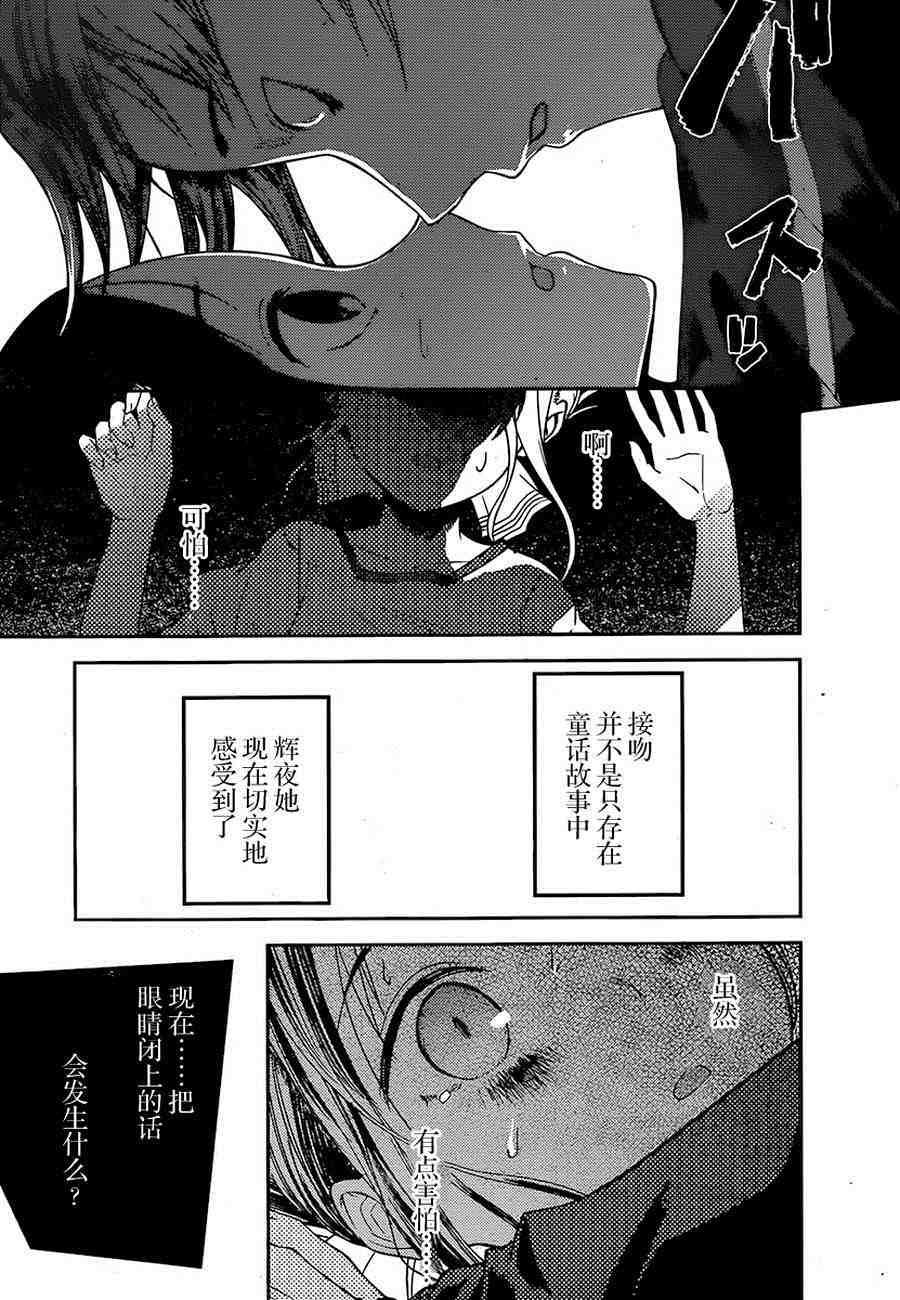 ズズッ
啊……
可怕……
接吻
并不是只存在
童话故事中
辉夜她
现在切实地
感受到了
虽然
有点害怕……
现在……把
眼睛闭上的话
会发生什么？